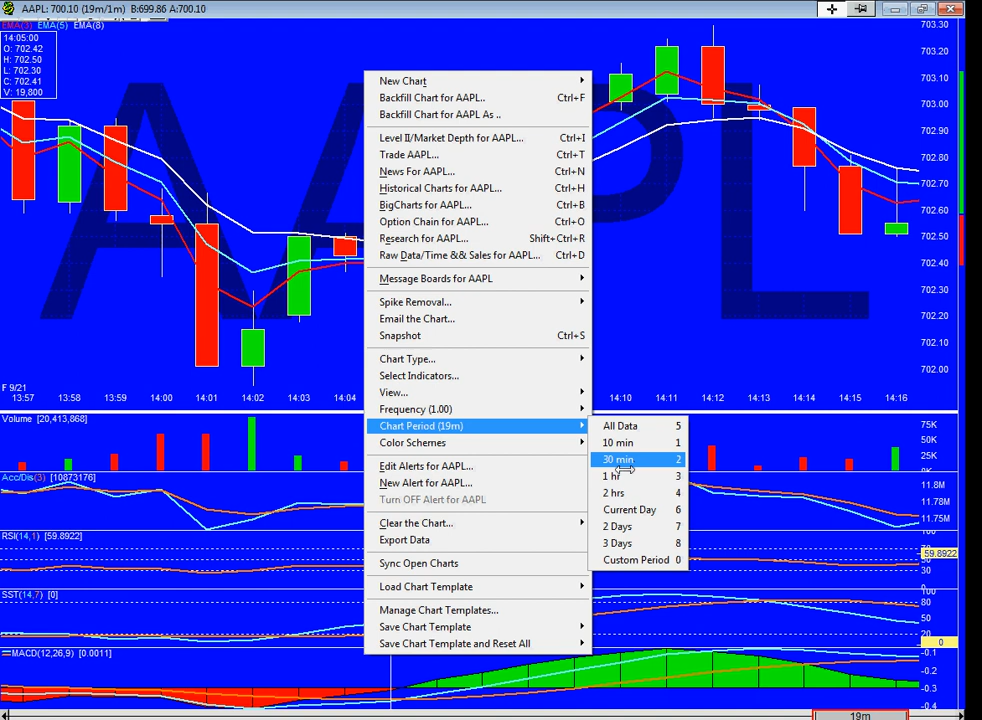 AAPL: 700.10 (19m/1m) B:699.86 A:700.10
EMA(3) EMA(5) EMA(8)
14:05:00
O: 702.42
H: 702.50
L: 702.30
C: 702.41
V: 19,800
AAPL
703.30
703.20
703.10
703.00
702.90
702.80
702.70
702.60
702.50
702.40
702.30
702.20
702.10
702.00
F 9/21
13:57 13:58 13:59 14:00 14:01 14:02 14:03 14:04 14:10 14:11 14:12 14:13 14:14 14:15 14:16
New Chart
Backfill Chart for AAPL.. Ctrl+F
Backfill Chart for AAPL As ..
Level II/Market Depth for AAPL... Ctrl+I
Trade AAPL... Ctrl+T
News For AAPL... Ctrl+N
Historical Charts for AAPL... Ctrl+H
BigCharts for AAPL... Ctrl+B
Option Chain for AAPL... Ctrl+O
Research for AAPL... Shift+Ctrl+R
Raw Data/Time && Sales for AAPL... Ctrl+D
Message Boards for AAPL
Spike Removal...
Email the Chart...
Snapshot Ctrl+S
Chart Type...
Select Indicators...
View...
Frequency (1.00)
Chart Period (19m)
Color Schemes
Edit Alerts for AAPL...
New Alert for AAPL...
Turn OFF Alert for AAPL
Clear the Chart...
Export Data
Sync Open Charts
Load Chart Template
Manage Chart Templates...
Save Chart Template
Save Chart Template and Reset All
All Data 5
10 min 1
30 min 2
1 hr 3
2 hrs 4
Current Day 6
2 Days 7
3 Days 8
Custom Period 0
Volume [20,413,868]
75K
50K
25K
0K
Acc/Dis(3) [10873176]
11.8M
11.78M
11.75M
RSI(14,1) [59.8922]
70
59.8922
30
SST(14,7) [0]
100
80
50
20
0
MACD(12,26,9) [0.0011]
-0.1
-0.2
-0.3
-0.4
19m